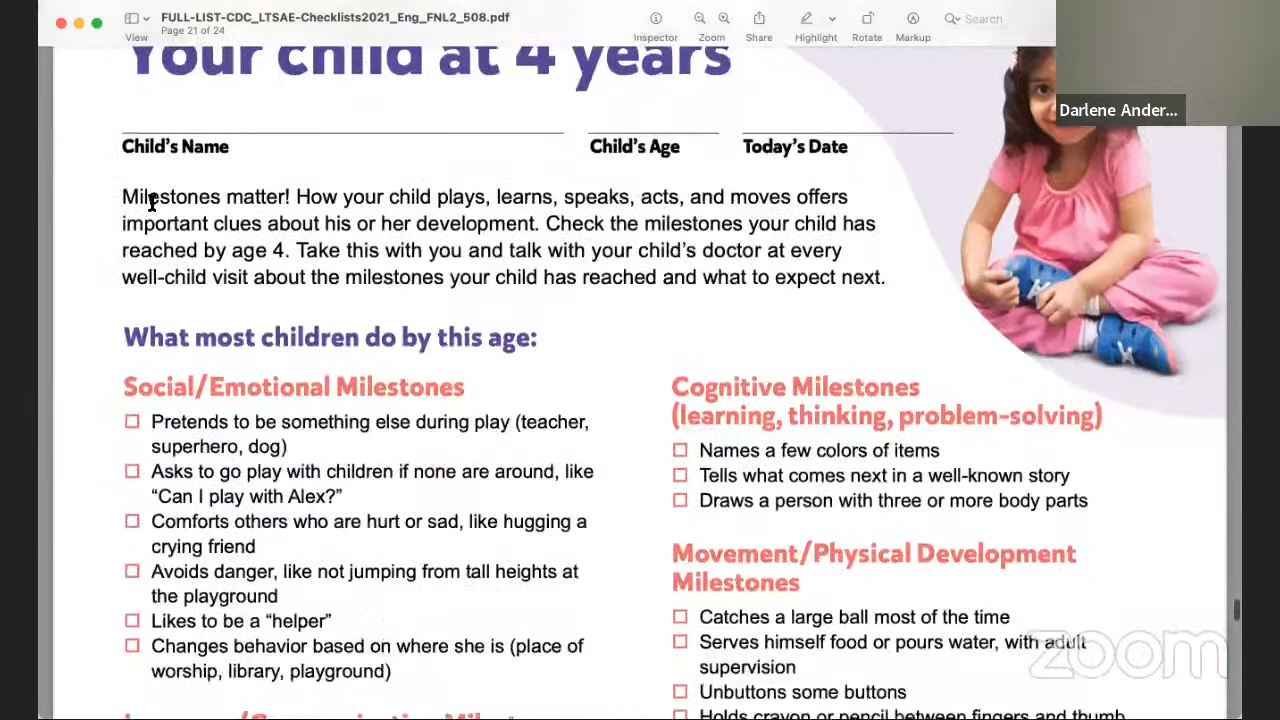 FULL-LIST-CDC_LTSAE-Checklists2021_Eng_FNL2_508.pdf
Page 21 of 24
View
Inspector
Zoom
Share
Highlight
Rotate
Markup
Search
Darlene Ander...
Your child at 4 years
Child's Name
Child's Age
Today's Date
Milestones matter! How your child plays, learns, speaks, acts, and moves offers
important clues about his or her development. Check the milestones your child has
reached by age 4. Take this with you and talk with your child's doctor at every
well-child visit about the milestones your child has reached and what to expect next.
What most children do by this age:
Social/Emotional Milestones
Pretends to be something else during play (teacher,
superhero, dog)
Asks to go play with children if none are around, like
“Can I play with Alex?”
Comforts others who are hurt or sad, like hugging a
crying friend
Avoids danger, like not jumping from tall heights at
the playground
Likes to be a “helper”
Changes behavior based on where she is (place of
worship, library, playground)
Cognitive Milestones
(learning, thinking, problem-solving)
Names a few colors of items
Tells what comes next in a well-known story
Draws a person with three or more body parts
Movement/Physical Development
Milestones
Catches a large ball most of the time
Serves himself food or pours water, with adult
supervision
Unbuttons some buttons
Holds crayon or pencil between fingers and thumb
zoom